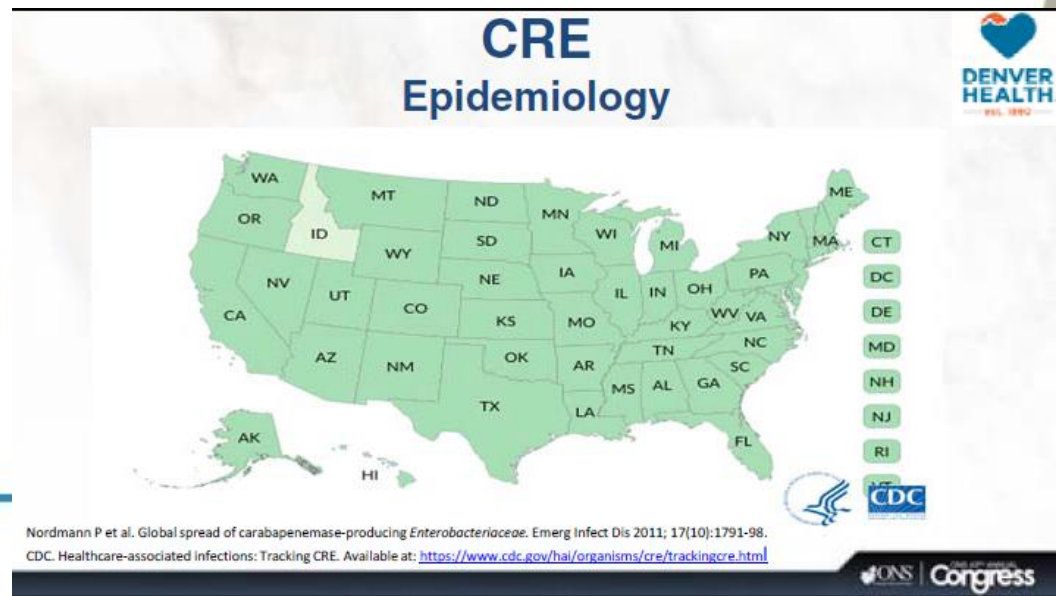 CRE
Epidemiology
DENVER
HEALTH
est. 1860
WA
MT
ND
MN
ME
OR
ID
SD
WI
MI
NY
MA
CT
WY
NE
IA
PA
DC
NV
UT
CO
IL
IN
OH
WV
VA
DE
CA
KS
MO
KY
MD
AZ
NM
OK
AR
TN
NC
SC
NH
TX
LA
MS
AL
GA
NJ
AK
HI
FL
RI
CDC
Nordmann P et al. Global spread of carabapenemase-producing Enterobacteriaceae. Emerg Infect Dis 2011; 17(10):1791-98.
CDC. Healthcare-associated infections: Tracking CRE. Available at: https://www.cdc.gov/hai/organisms/cre/trackingcre.html
ONS
Congress